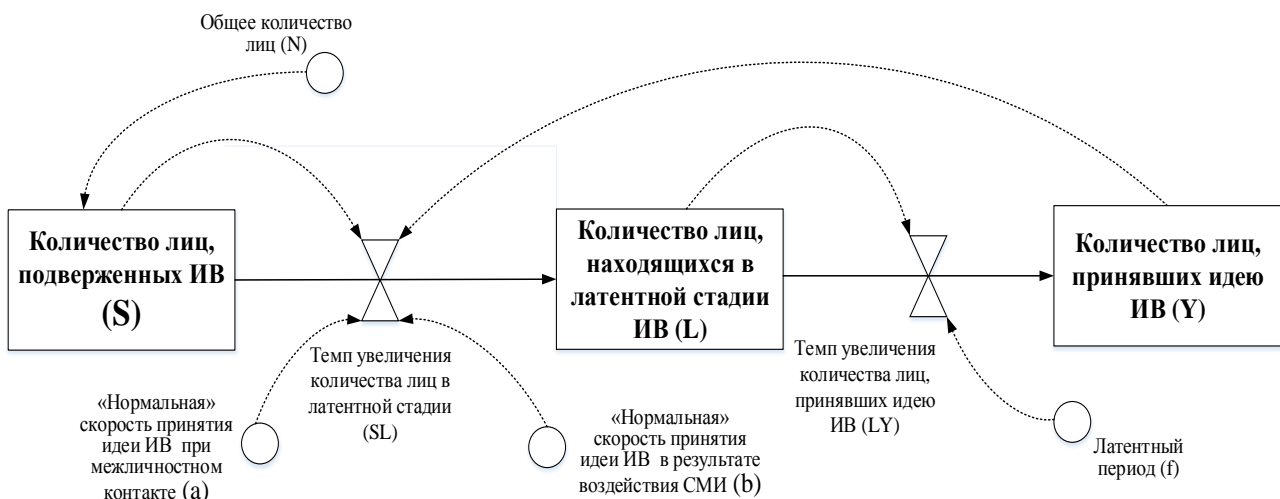 Общее количество
лиц (N)
Количество лиц,
подверженных ИВ
(S)
Количество лиц,
находящихся в
латентной стадии
ИВ (L)
Количество лиц,
принявших идею
ИВ (Y)
Темп увеличения
количества лиц в
латентной стадии
(SL)
Темп увеличения
количества лиц,
принявших идею
ИВ (LY)
«Нормальная»
скорость принятия
идеи ИВ при
межличностном
контакте (a)
«Нормальная»
скорость принятия
идеи ИВ в результате
воздействия СМИ (b)
Латентный
период (f)